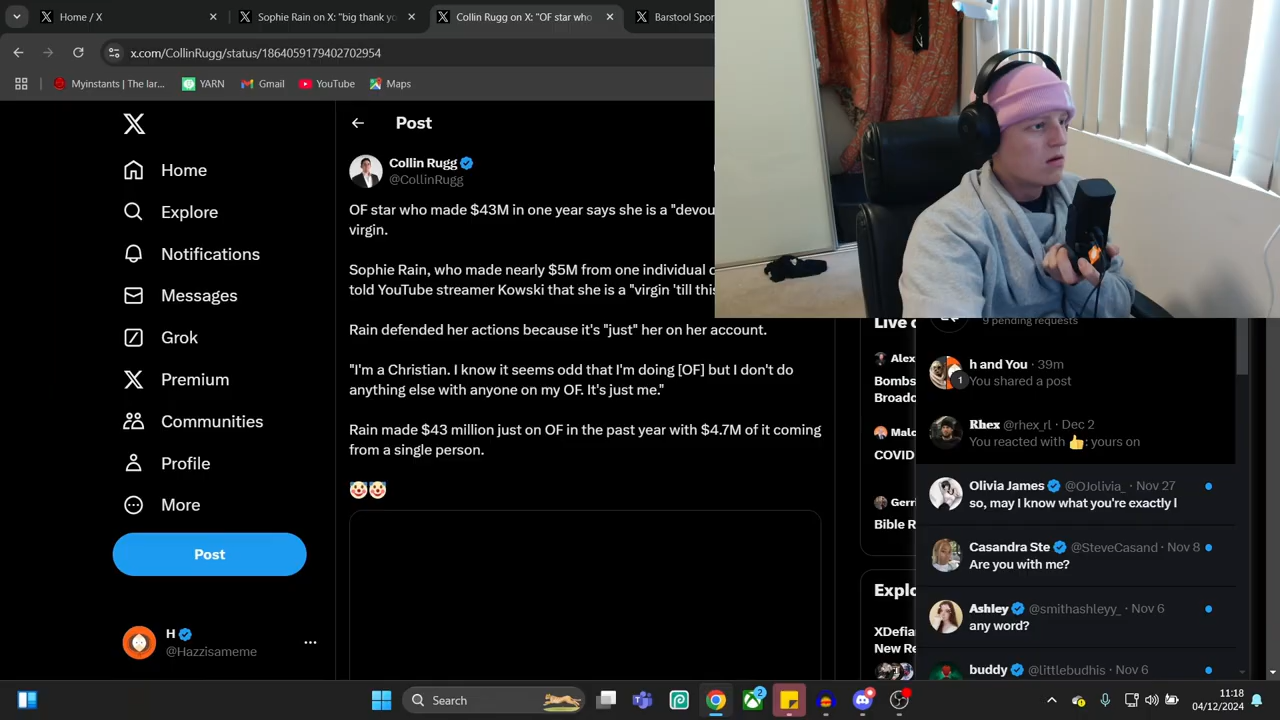 Home / X
Sophie Rain on X: "big thank yo
Collin Rugg on X: "OF star who
Barstool Spor
x.com/CollinRugg/status/1864059179402702954
Myinstants | The lar...
YARN
Gmail
YouTube
Maps
Home
Explore
Notifications
Messages
Grok
Premium
Communities
Profile
More
Post
H
@Hazzisameme
Post
Collin Rugg
@CollinRugg
OF star who made $43M in one year says she is a "devou
virgin.
Sophie Rain, who made nearly $5M from one individual o
told YouTube streamer Kowski that she is a "virgin 'till this
Rain defended her actions because it's "just" her on her account.
"I'm a Christian. I know it seems odd that I'm doing [OF] but I don't do
anything else with anyone on my OF. It's just me."
Rain made $43 million just on OF in the past year with $4.7M of it coming
from a single person.
🤡🤡
Live o
Alex
Bombs
Broadc
Malc
COVID
Gerri
Bible R
Explo
XDefia
New Re
9 pending requests
h and You · 39m
1
You shared a post
Rhex @rhex_rl · Dec 2
You reacted with 👍: yours on
Olivia James @OJolivia_ · Nov 27
so, may I know what you're exactly l
Casandra Ste @SteveCasand · Nov 8
Are you with me?
Ashley @smithashleyy_ · Nov 6
any word?
buddy @littlebudhis · Nov 6
Search
2
11:18
04/12/2024